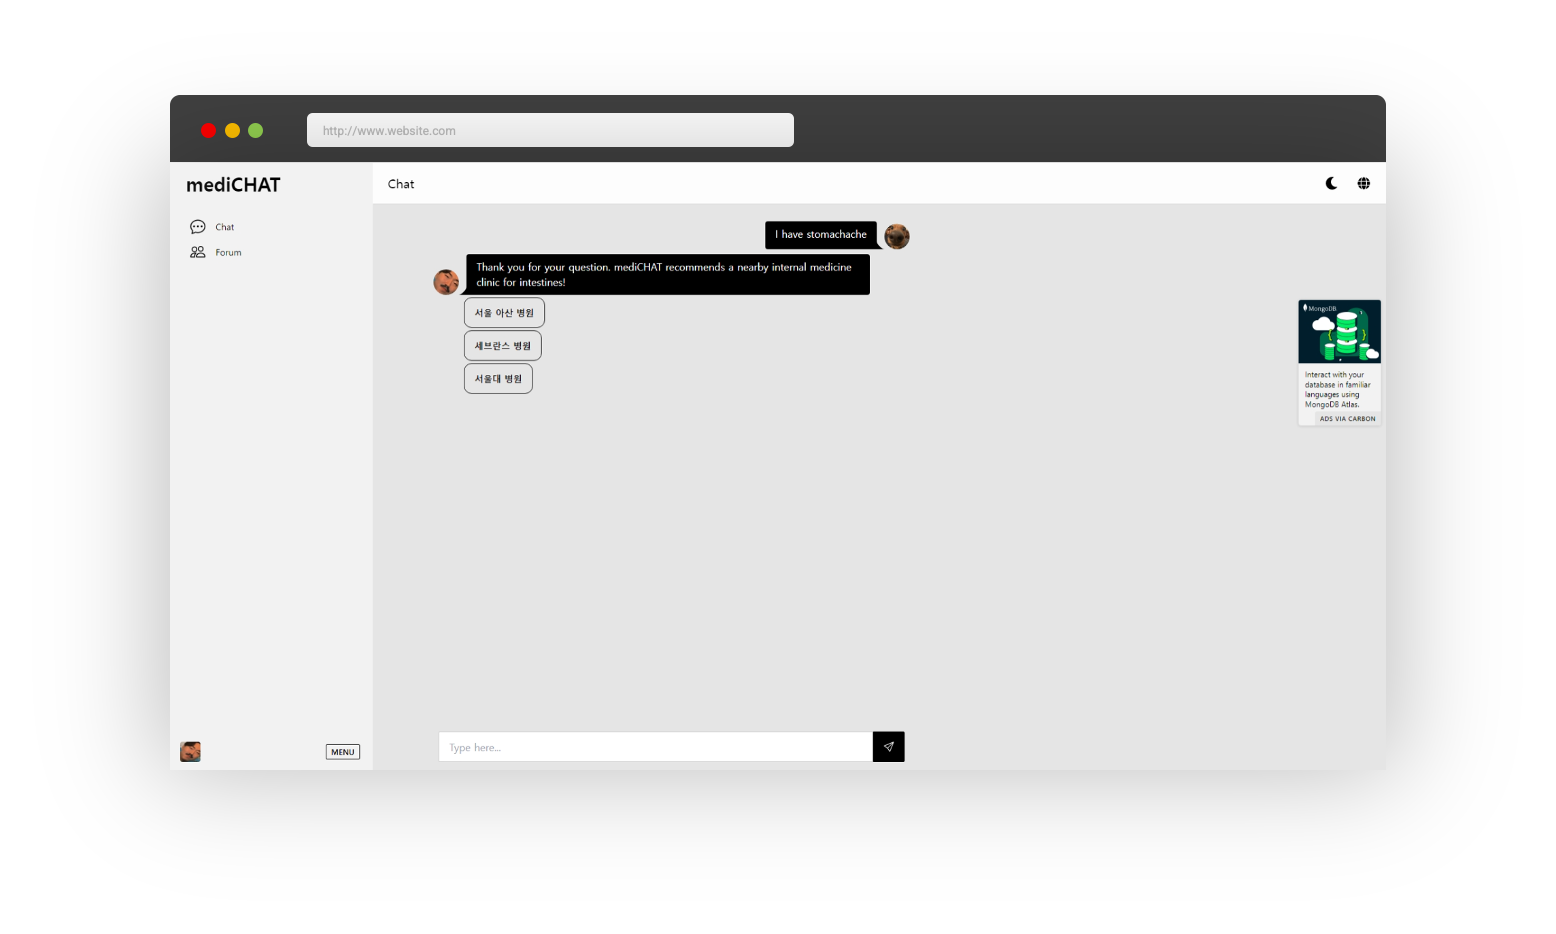 http://www.website.com
mediCHAT
Chat
Forum
MENU
Chat
I have stomachache
Thank you for your question. mediCHAT recommends a nearby internal medicine
clinic for intestines!
서울 아산 병원
세브란스 병원
서울대 병원
Type here...
MongoDB
Interact with your
database in familiar
languages using
MongoDB Atlas.
ADS VIA CARBON